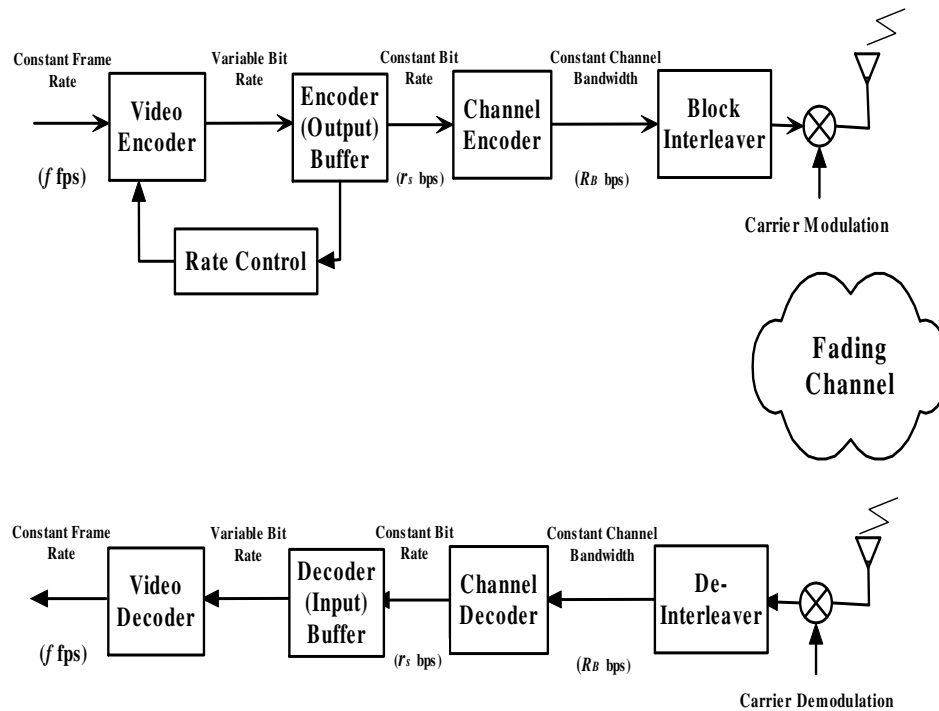 Constant Frame
Rate
Variable Bit
Rate
Constant Bit
Rate
Constant Channel
Bandwidth
Video
Encoder
Encoder
(Output)
Buffer
Channel
Encoder
Block
Interleaver
(f fps)
(rs bps)
(RB bps)
Rate Control
Carrier Modulation
Fading
Channel
Constant Frame
Rate
Variable Bit
Rate
Constant Bit
Rate
Constant Channel
Bandwidth
Video
Decoder
Decoder
(Input)
Buffer
Channel
Decoder
De-
Interleaver
(f fps)
(rs bps)
(RB bps)
Carrier Demodulation